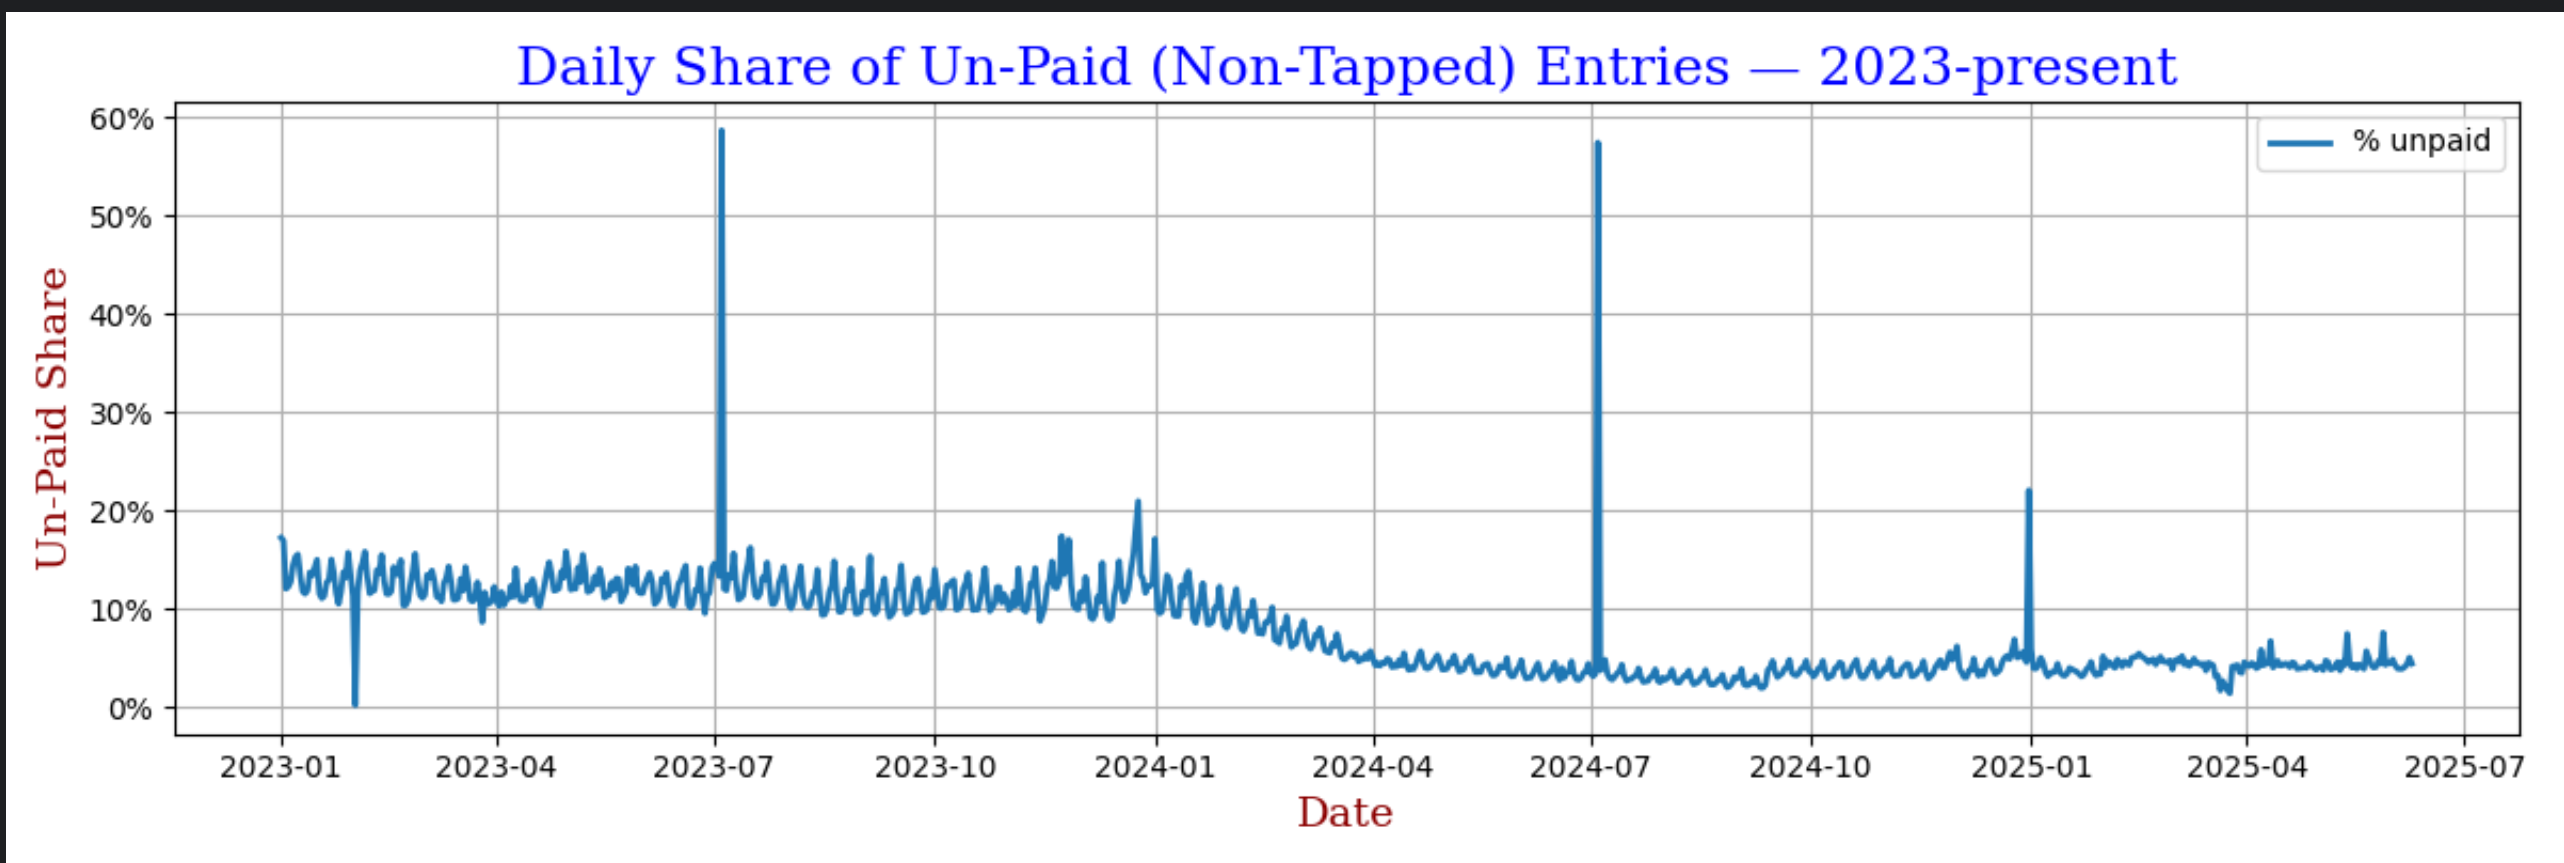 Daily Share of Un-Paid (Non-Tapped) Entries — 2023-present
60%
% unpaid
50%
40%
30%
20%
10%
0%
Un-Paid Share
2023-01 2023-04 2023-07 2023-10 2024-01 2024-04 2024-07 2024-10 2025-01 2025-04 2025-07
Date